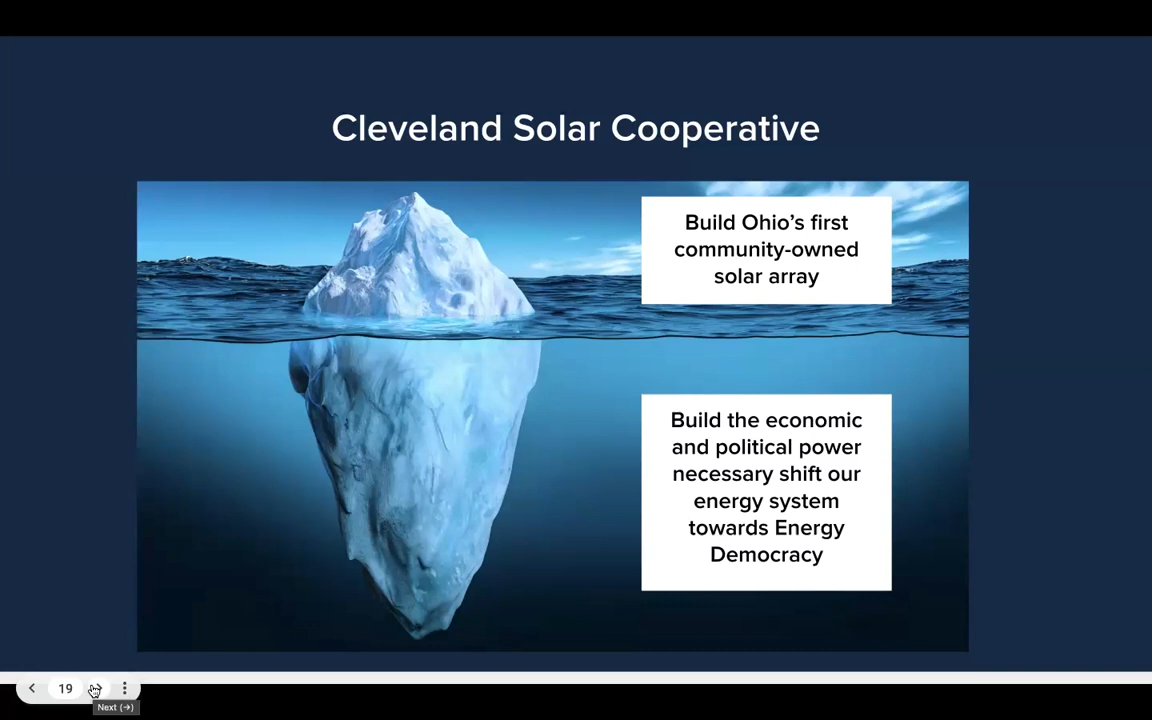 Cleveland Solar Cooperative
Build Ohio’s first
community-owned
solar array
Build the economic
and political power
necessary shift our
energy system
towards Energy
Democracy
19
Next (→)